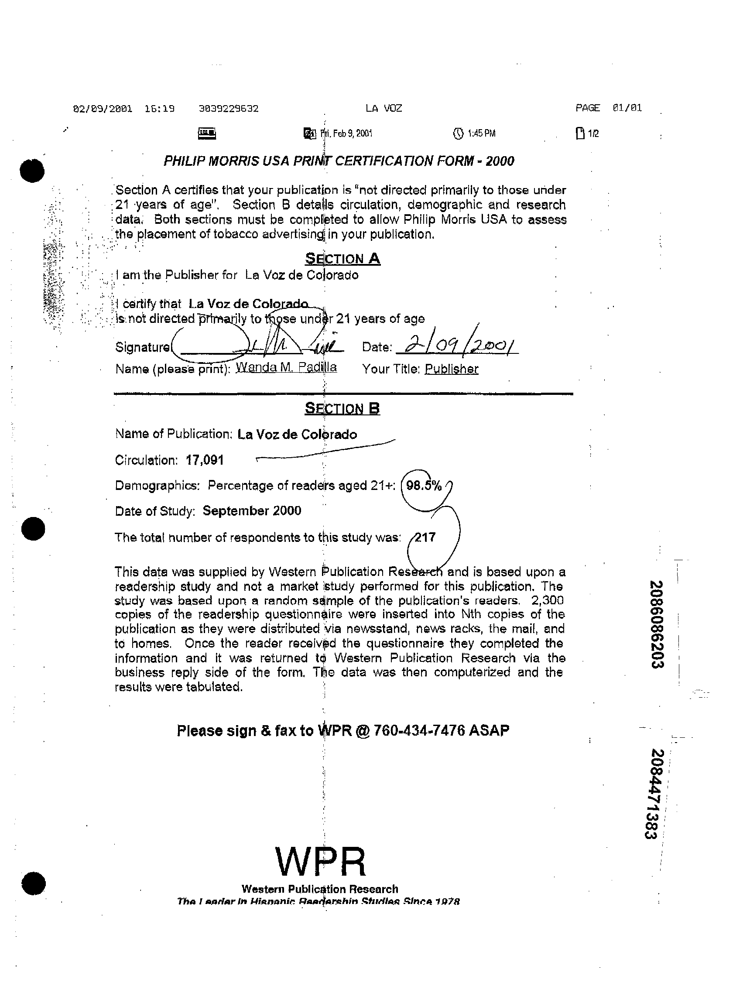 02/09/2001 16:19 3039229632 LA VOZ PAGE 01/01
Fri, Feb 9, 2001 1:45 PM 1/2
PHILIP MORRIS USA PRINT CERTIFICATION FORM - 2000
Section A certifies that your publication is "not directed primarily to those under
21 years of age". Section B details circulation, demographic and research
data. Both sections must be completed to allow Philip Morris USA to assess
the placement of tobacco advertising in your publication.
SECTION A
I am the Publisher for La Voz de Colorado
I certify that La Voz de Colorado
is not directed primarily to those under 21 years of age
Signature Date: 2/09/2001
Name (please print): Wanda M. Padilla Your Title: Publisher
SECTION B
Name of Publication: La Voz de Colorado
Circulation: 17,091
Demographics: Percentage of readers aged 21+: 98.5%
Date of Study: September 2000
The total number of respondents to this study was: 217
This data was supplied by Western Publication Research and is based upon a
readership study and not a market study performed for this publication. The
study was based upon a random sample of the publication's readers. 2,300
copies of the readership questionnaire were inserted into Nth copies of the
publication as they were distributed via newsstand, news racks, the mail, and
to homes. Once the reader received the questionnaire they completed the
information and it was returned to Western Publication Research via the
business reply side of the form. The data was then computerized and the
results were tabulated.
Please sign & fax to WPR @ 760-434-7476 ASAP
2086086203
2084471383
WPR
Western Publication Research
The Leader in Hispanic Readership Studies Since 1978